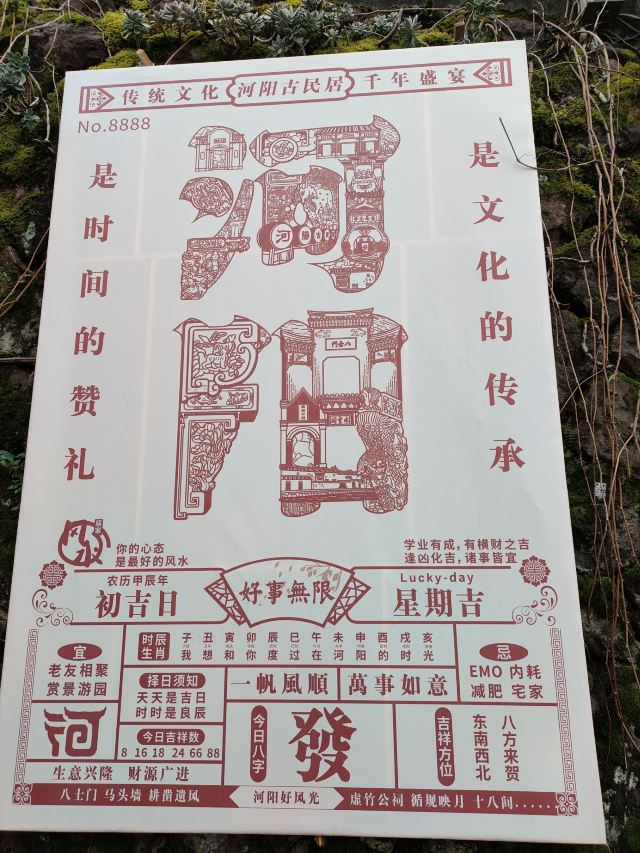 传统文化 河阳古民居 千年盛宴
No.8888
是时间的赞礼
是文化的传承
河
八士門
风水
你的心态
是最好的风水
学业有成，有横财之吉
逢凶化吉，诸事皆宜
农历甲辰年
初吉日
好事無限
Lucky-day
星期吉
宜
老友相聚
赏景游园
时辰 子 丑 寅 卯 辰 巳 午 未 申 酉 戌 亥
生肖 我 想 和 你 度 过 在 河 阳 的 时 光
忌
EMO 内耗
减肥 宅家
择日须知
天天是吉日
时时是良辰
一帆風順
萬事如意
河
今日吉祥数
8 16 18 24 66 88
今日八字
發
吉祥方位
东南西北
八方来贺
生意兴隆 财源广进
八士门 马头墙 耕凿遗风
河阳好风光
虚竹公祠 循规映月 十八间......